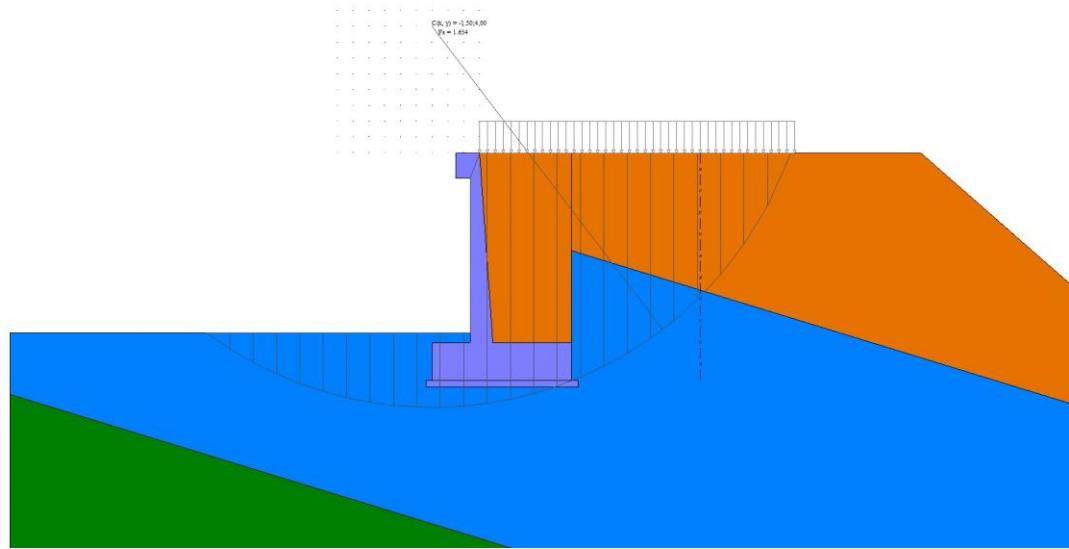 C(x, y) = -1,50;4,00
Fs = 1.654